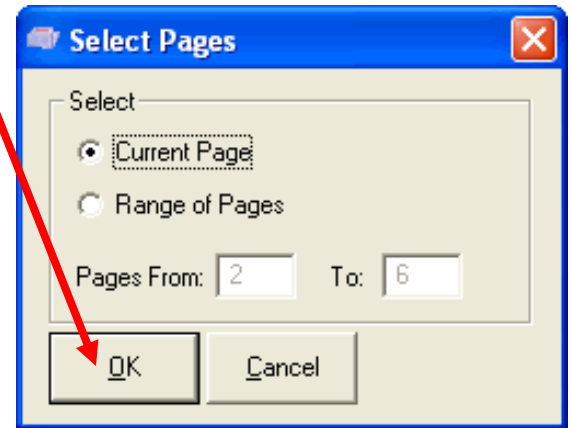 Select Pages
Select
Current Page
Range of Pages
Pages From: 2 To: 6
OK Cancel